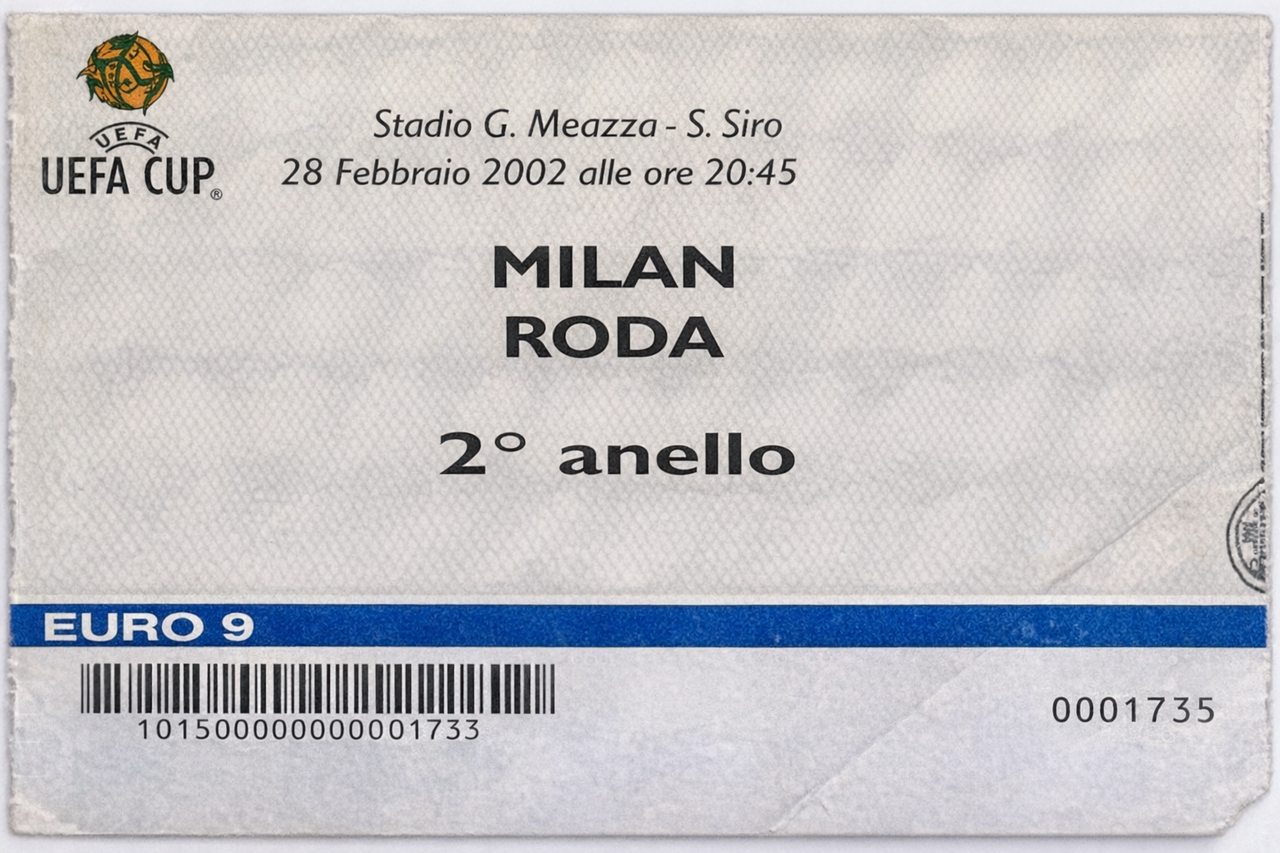 UEFA
UEFA CUP®
Stadio G. Meazza - S. Siro
28 Febbraio 2002 alle ore 20:45
MILAN
RODA
2° anello
EURO 9
101500000000001733
0001735